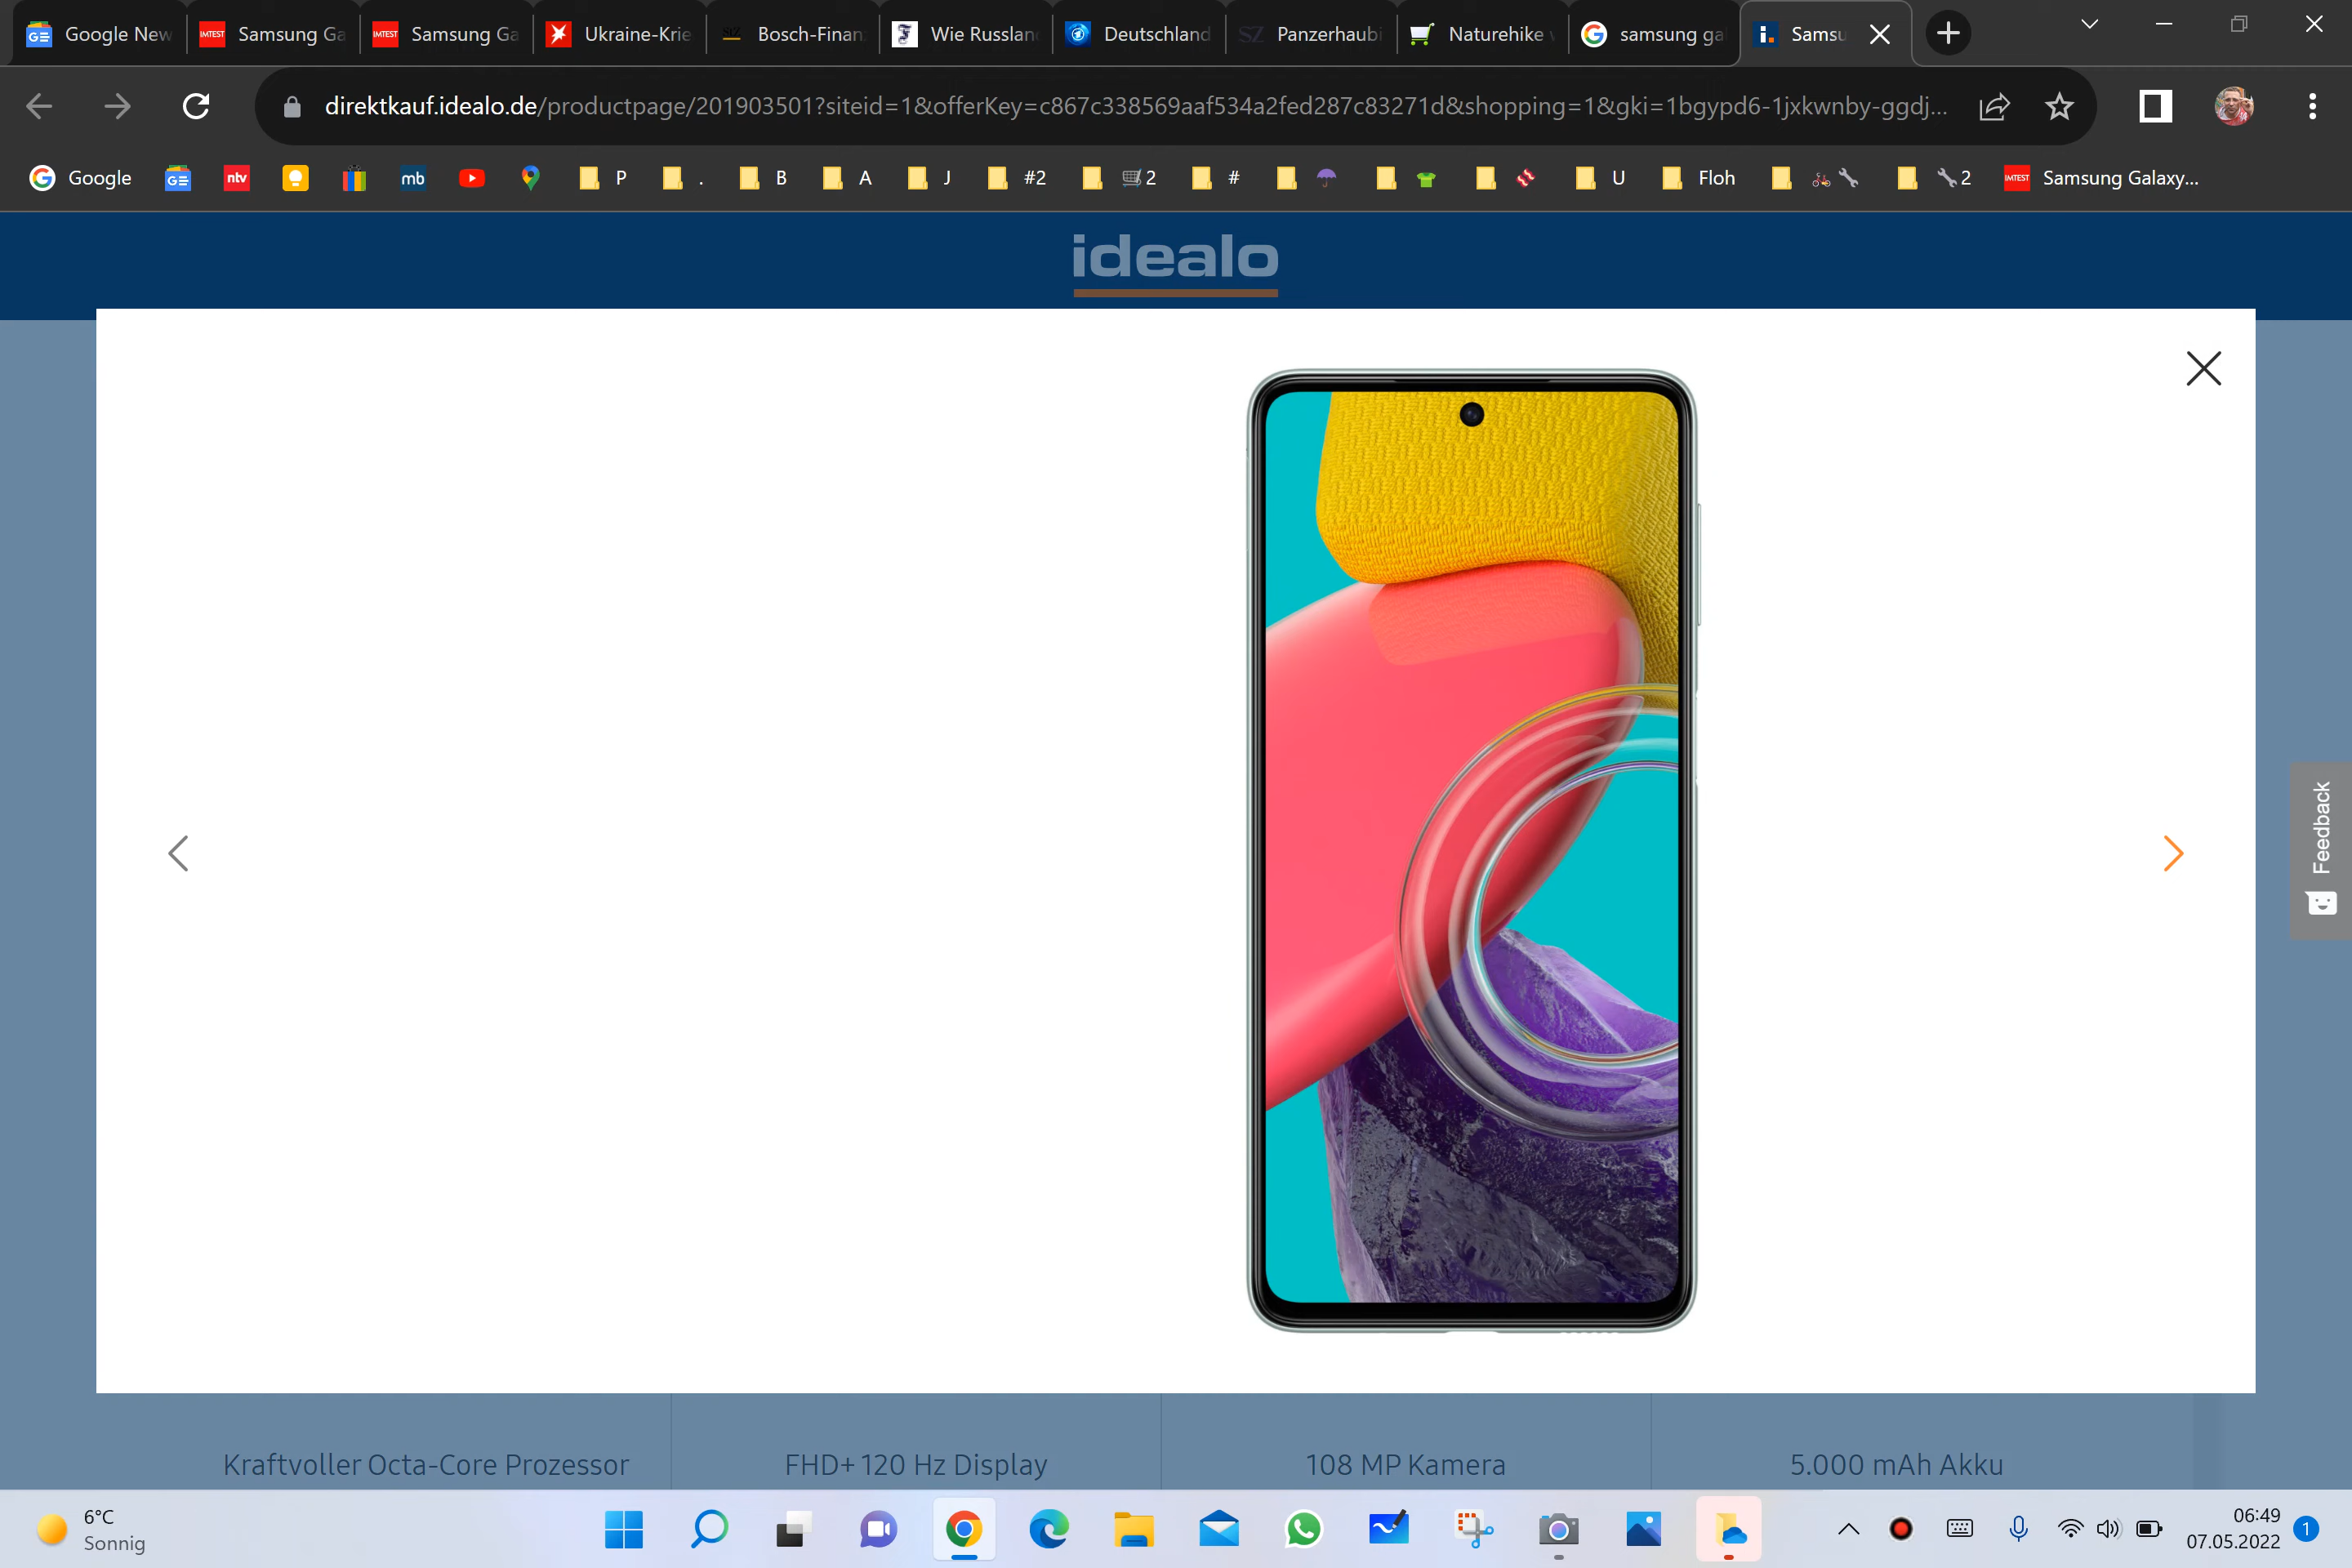 Google New
Samsung Ga
Samsung Ga
Ukraine-Krie
Bosch-Finan
Wie Russlan
Deutschland
Panzerhaubi
Naturehike
samsung ga
Samsu
direktkauf.idealo.de/productpage/201903501?siteid=1&offerKey=c867c338569aaf534a2fed287c83271d&shopping=1&gki=1bgypd6-1jxkwnby-ggdj...
Google
GE
ntv
mb
P
.
B
A
J
#2
2
#
U
Floh
2
IMTEST
Samsung Galaxy...
idealo
Feedback
Kraftvoller Octa-Core Prozessor
FHD+ 120 Hz Display
108 MP Kamera
5.000 mAh Akku
6°C
Sonnig
06:49
07.05.2022
1